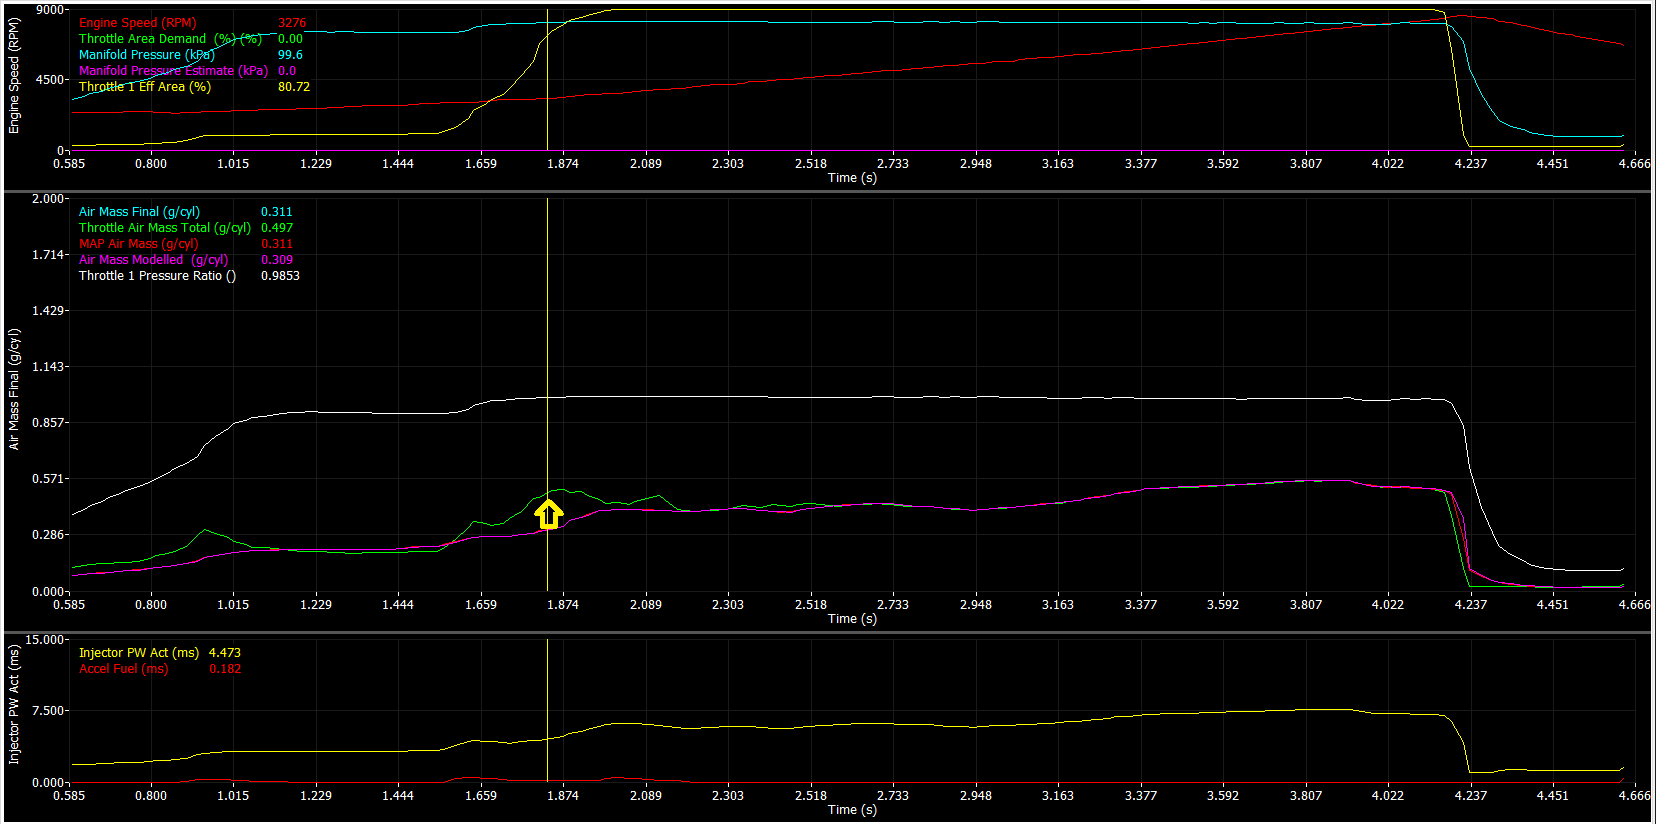 9000
Engine Speed (RPM) 3276
Throttle Area Demand (%) (%) 0.00
Manifold Pressure (kPa) 99.6
Manifold Pressure Estimate (kPa) 0.0
Throttle 1 Eff Area (%) 80.72
4500
0
Engine Speed (RPM)
0.585 0.800 1.015 1.229 1.444 1.659 1.874 2.089 2.303 2.518 2.733 2.948 3.163 3.377 3.592 3.807 4.022 4.237 4.451 4.666
Time (s)
2.000
Air Mass Final (g/cyl) 0.311
Throttle Air Mass Total (g/cyl) 0.497
MAP Air Mass (g/cyl) 0.311
Air Mass Modelled (g/cyl) 0.309
Throttle 1 Pressure Ratio () 0.9853
1.714
1.429
1.143
0.857
0.571
0.286
0.000
Air Mass Final (g/cyl)
0.585 0.800 1.015 1.229 1.444 1.659 1.874 2.089 2.303 2.518 2.733 2.948 3.163 3.377 3.592 3.807 4.022 4.237 4.451 4.666
Time (s)
15.000
Injector PW Act (ms) 4.473
Accel Fuel (ms) 0.182
7.500
0.000
Injector PW Act (ms)
0.585 0.800 1.015 1.229 1.444 1.659 1.874 2.089 2.303 2.518 2.733 2.948 3.163 3.377 3.592 3.807 4.022 4.237 4.451 4.666
Time (s)